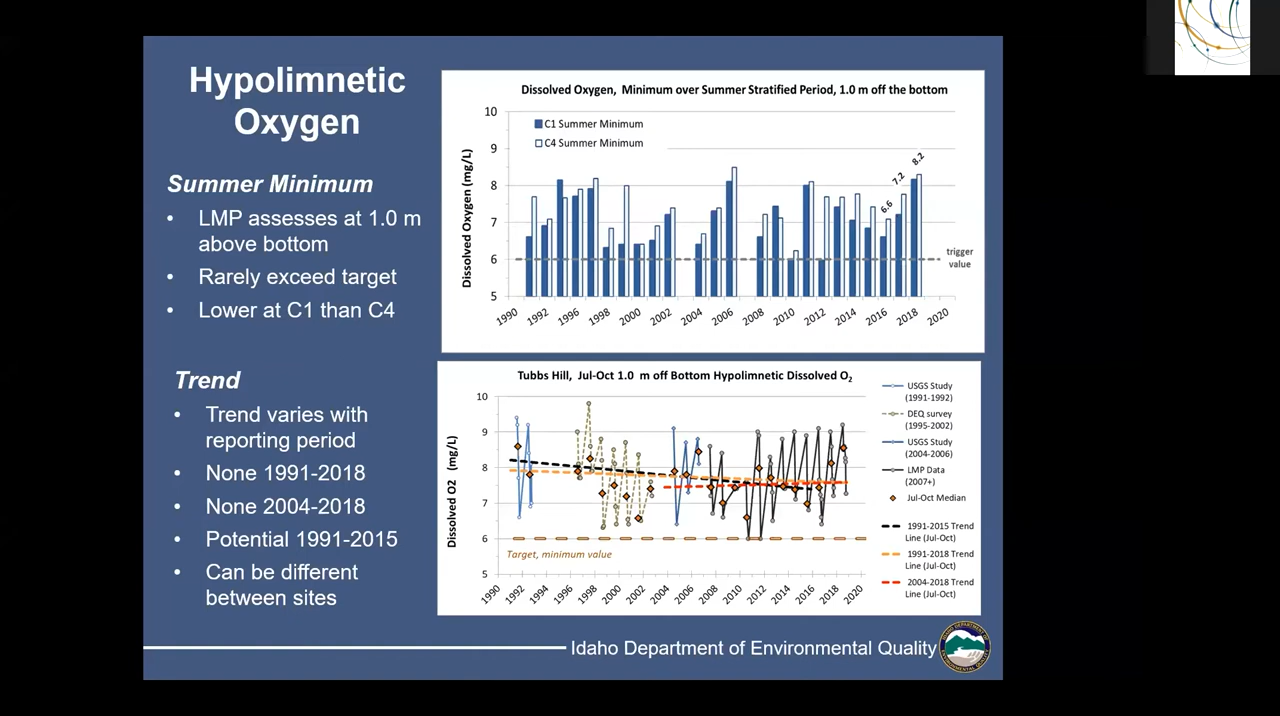 Hypolimnetic
Oxygen
Summer Minimum
• LMP assesses at 1.0 m
above bottom
• Rarely exceed target
• Lower at C1 than C4
Trend
• Trend varies with
reporting period
• None 1991-2018
• None 2004-2018
• Potential 1991-2015
• Can be different
between sites
Dissolved Oxygen, Minimum over Summer Stratified Period, 1.0 m off the bottom
C1 Summer Minimum
C4 Summer Minimum
Dissolved Oxygen (mg/L)
10
9
8
7
6
5
6.6
7.2
8.2
trigger
value
1990 1992 1994 1996 1998 2000 2002 2004 2006 2008 2010 2012 2014 2016 2018 2020
Tubbs Hill, Jul-Oct 1.0 m off Bottom Hypolimnetic Dissolved O2
Dissolved O2 (mg/L)
10
9
8
7
6
5
Target, minimum value
1990 1992 1994 1996 1998 2000 2002 2004 2006 2008 2010 2012 2014 2016 2018 2020
USGS Study
(1991-1992)
DEQ survey
(1995-2002)
USGS Study
(2004-2006)
LMP Data
(2007+)
Jul-Oct Median
1991-2015 Trend
Line (Jul-Oct)
1991-2018 Trend
Line (Jul-Oct)
2004-2018 Trend
Line (Jul-Oct)
Idaho Department of Environmental Quality